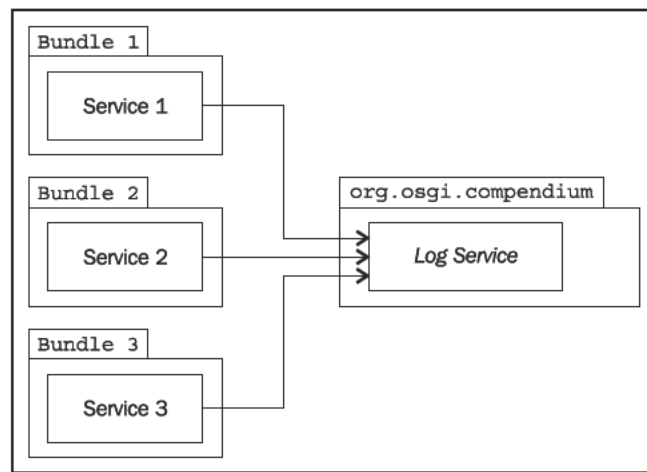 Bundle 1
Service 1
Bundle 2
Service 2
Bundle 3
Service 3
org.osgi.compendium
Log Service